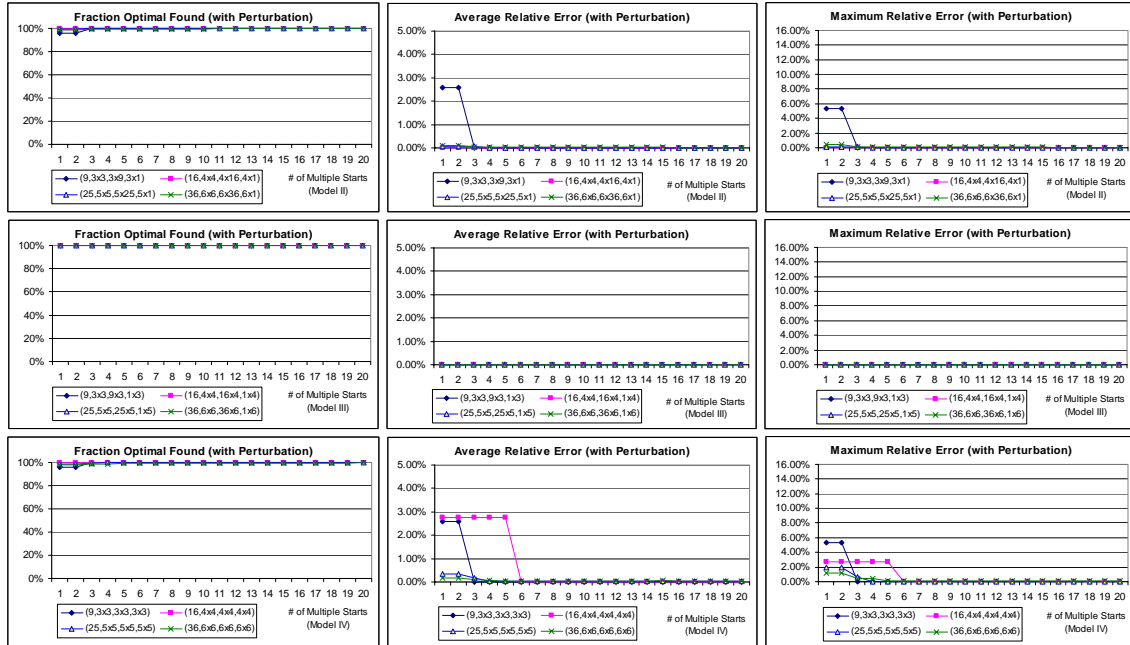 Fraction Optimal Found (with Perturbation)
100%
80%
60%
40%
20%
0%
1 2 3 4 5 6 7 8 9 10 11 12 13 14 15 16 17 18 19 20
(9,3x3,3x9,3x1) (16,4x4,4x16,4x1)
(25,5x5,5x25,5x1) (36,6x6,6x36,6x1)
# of Multiple Starts
(Model II)
Average Relative Error (with Perturbation)
5.00%
4.00%
3.00%
2.00%
1.00%
0.00%
1 2 3 4 5 6 7 8 9 10 11 12 13 14 15 16 17 18 19 20
(9,3x3,3x9,3x1) (16,4x4,4x16,4x1)
(25,5x5,5x25,5x1) (36,6x6,6x36,6x1)
# of Multiple Starts
(Model II)
Maximum Relative Error (with Perturbation)
16.00%
14.00%
12.00%
10.00%
8.00%
6.00%
4.00%
2.00%
0.00%
1 2 3 4 5 6 7 8 9 10 11 12 13 14 15 16 17 18 19 20
(9,3x3,3x9,3x1) (16,4x4,4x16,4x1)
(25,5x5,5x25,5x1) (36,6x6,6x36,6x1)
# of Multiple Starts
(Model II)
Fraction Optimal Found (with Perturbation)
100%
80%
60%
40%
20%
0%
1 2 3 4 5 6 7 8 9 10 11 12 13 14 15 16 17 18 19 20
(9,3x3,9x3,1x3) (16,4x4,16x4,1x4)
(25,5x5,25x5,1x5) (36,6x6,36x6,1x6)
# of Multiple Starts
(Model III)
Average Relative Error (with Perturbation)
5.00%
4.00%
3.00%
2.00%
1.00%
0.00%
1 2 3 4 5 6 7 8 9 10 11 12 13 14 15 16 17 18 19 20
(9,3x3,9x3,1x3) (16,4x4,16x4,1x4)
(25,5x5,25x5,1x5) (36,6x6,36x6,1x6)
# of Multiple Starts
(Model III)
Maximum Relative Error (with Perturbation)
16.00%
14.00%
12.00%
10.00%
8.00%
6.00%
4.00%
2.00%
0.00%
1 2 3 4 5 6 7 8 9 10 11 12 13 14 15 16 17 18 19 20
(9,3x3,9x3,1x3) (16,4x4,16x4,1x4)
(25,5x5,25x5,1x5) (36,6x6,36x6,1x6)
# of Multiple Starts
(Model III)
Fraction Optimal Found (with Perturbation)
100%
80%
60%
40%
20%
0%
1 2 3 4 5 6 7 8 9 10 11 12 13 14 15 16 17 18 19 20
(9,3x3,3x3,3x3) (16,4x4,4x4,4x4)
(25,5x5,5x5,5x5) (36,6x6,6x6,6x6)
# of Multiple Starts
(Model IV)
Average Relative Error (with Perturbation)
5.00%
4.00%
3.00%
2.00%
1.00%
0.00%
1 2 3 4 5 6 7 8 9 10 11 12 13 14 15 16 17 18 19 20
(9,3x3,3x3,3x3) (16,4x4,4x4,4x4)
(25,5x5,5x5,5x5) (36,6x6,6x6,6x6)
# of Multiple Starts
(Model IV)
Maximum Relative Error (with Perturbation)
16.00%
14.00%
12.00%
10.00%
8.00%
6.00%
4.00%
2.00%
0.00%
1 2 3 4 5 6 7 8 9 10 11 12 13 14 15 16 17 18 19 20
(9,3x3,3x3,3x3) (16,4x4,4x4,4x4)
(25,5x5,5x5,5x5) (36,6x6,6x6,6x6)
# of Multiple Starts
(Model IV)